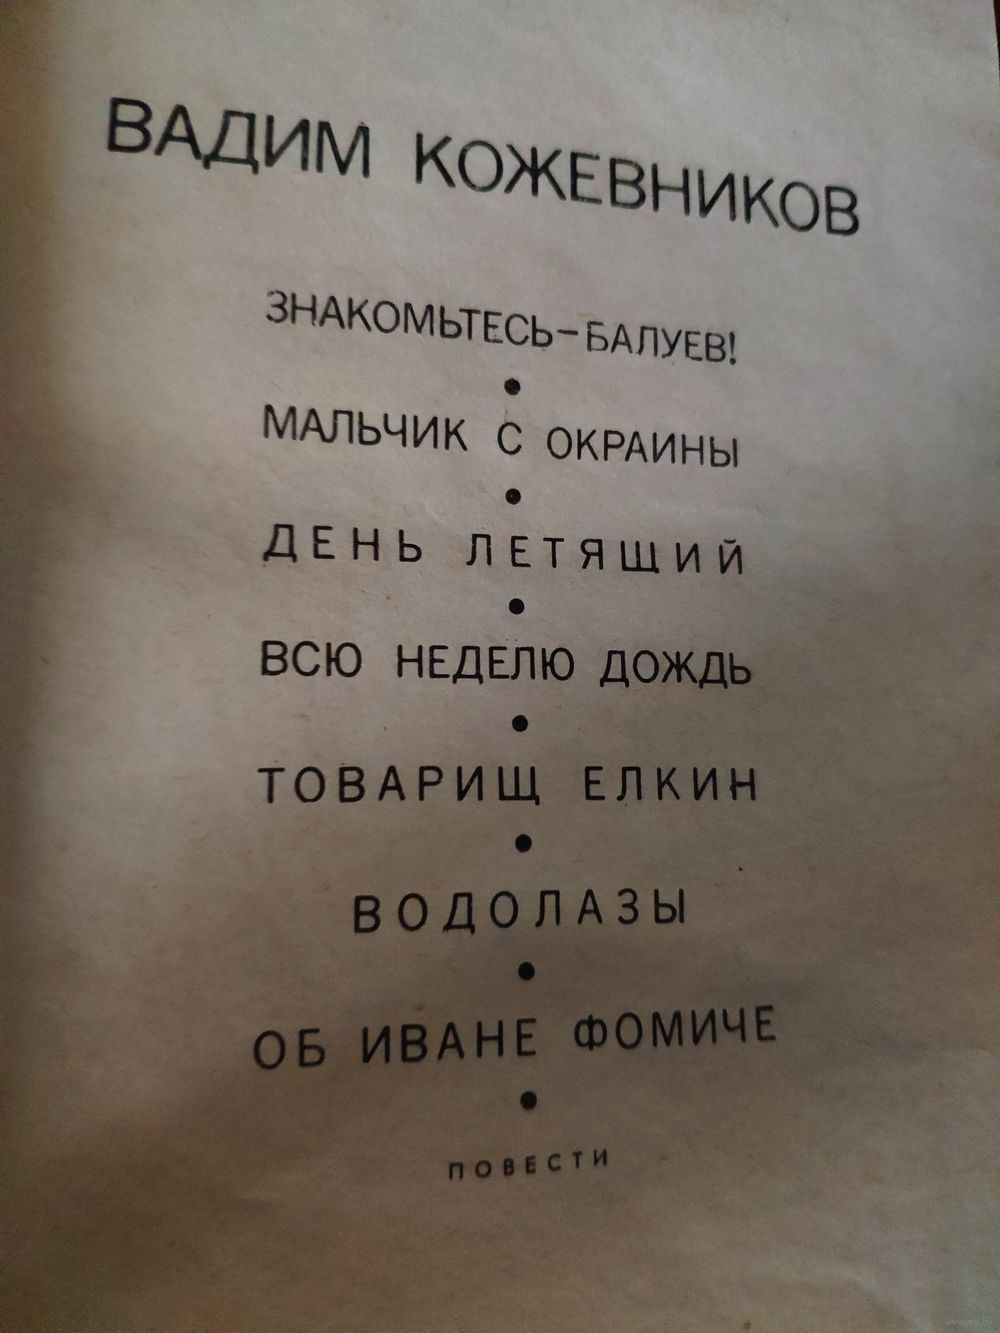 ВАДИМ КОЖЕВНИКОВ
ЗНАКОМЬТЕСЬ–БАЛУЕВ!
•
МАЛЬЧИК С ОКРАИНЫ
•
ДЕНЬ ЛЕТЯЩИЙ
•
ВСЮ НЕДЕЛЮ ДОЖДЬ
•
ТОВАРИЩ ЕЛКИН
•
ВОДОЛАЗЫ
•
ОБ ИВАНЕ ФОМИЧЕ
•
ПОВЕСТИ